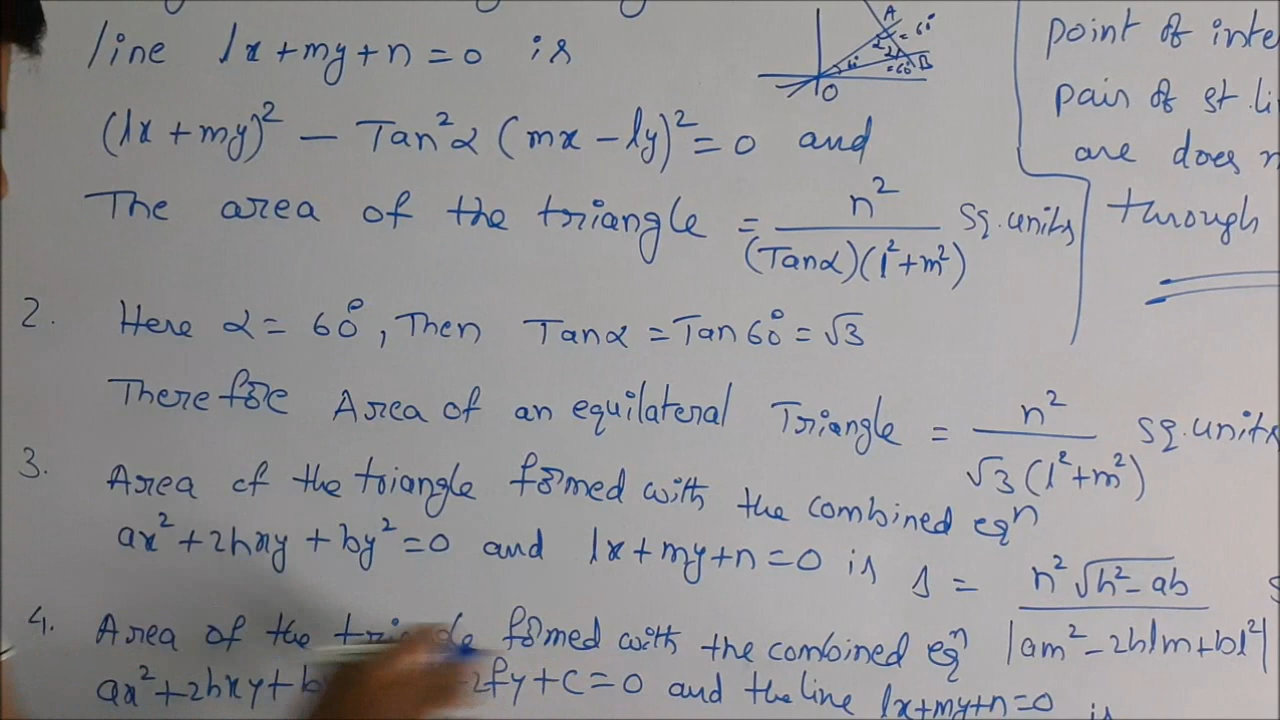 line lx+my+n=0 is
(lx+my)² − Tan²α (mx−ly)²=0 and
The area of the triangle = n² / (Tanα)(l²+m²) sq.units
2. Here α = 60°, Then Tanα = Tan60° = √3
Therefore Area of an equilateral Triangle = n² / √3(l²+m²) sq.units
3. Area of the triangle formed with the combined eqⁿ
ax²+2hxy+by²=0 and lx+my+n=0 is Δ = n²√h²−ab / |am²−2hlm+bl²|
4. Area of the triangle formed with the combined eqⁿ
ax²+2hxy+b 2fy+c=0 and the line lx+my+n=0 is
A = 60°
60°
= 60° B
O
point of inte
pair of st.li
are does n
through